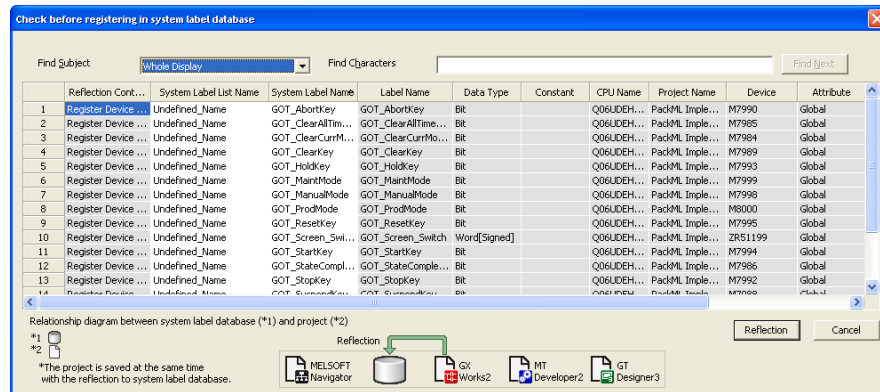 Check before registering in system label database
Find Subject Whole Display Find Characters Find Next
Reflection Cont... System Label List Name System Label Name Label Name Data Type Constant CPU Name Project Name Device Attribute
1 Register Device ... Undefined_Name GOT_AbortKey GOT_AbortKey Bit Q06UDEH... PackML Imple... M7990 Global
2 Register Device ... Undefined_Name GOT_ClearAllTim... GOT_ClearAllTime... Bit Q06UDEH... PackML Imple... M7985 Global
3 Register Device ... Undefined_Name GOT_ClearCurrM... GOT_ClearCurrMo... Bit Q06UDEH... PackML Imple... M7984 Global
4 Register Device ... Undefined_Name GOT_ClearKey GOT_ClearKey Bit Q06UDEH... PackML Imple... M7989 Global
5 Register Device ... Undefined_Name GOT_HoldKey GOT_HoldKey Bit Q06UDEH... PackML Imple... M7993 Global
6 Register Device ... Undefined_Name GOT_MaintMode GOT_MaintMode Bit Q06UDEH... PackML Imple... M7999 Global
7 Register Device ... Undefined_Name GOT_ManualMode GOT_ManualMode Bit Q06UDEH... PackML Imple... M7998 Global
8 Register Device ... Undefined_Name GOT_ProdMode GOT_ProdMode Bit Q06UDEH... PackML Imple... M8000 Global
9 Register Device ... Undefined_Name GOT_ResetKey GOT_ResetKey Bit Q06UDEH... PackML Imple... M7995 Global
10 Register Device ... Undefined_Name GOT_Screen_Swi... GOT_Screen_Switch Word[Signed] Q06UDEH... PackML Imple... ZR51199 Global
11 Register Device ... Undefined_Name GOT_StartKey GOT_StartKey Bit Q06UDEH... PackML Imple... M7994 Global
12 Register Device ... Undefined_Name GOT_StateCompl... GOT_StateComple... Bit Q06UDEH... PackML Imple... M7986 Global
13 Register Device ... Undefined_Name GOT_StopKey GOT_StopKey Bit Q06UDEH... PackML Imple... M7992 Global
14 Register Device ... Undefined_Name GOT_SuspendKey GOT_SuspendKey Bit Q06UDEH... PackML Imple... M7988 Global
Relationship diagram between system label database (*1) and project (*2)
Reflection Cancel
*1
*2
Reflection
*The project is saved at the same time
with the reflection to system label database.
MELSOFT Navigator
GX Works2
MT Developer2
GT Designer3